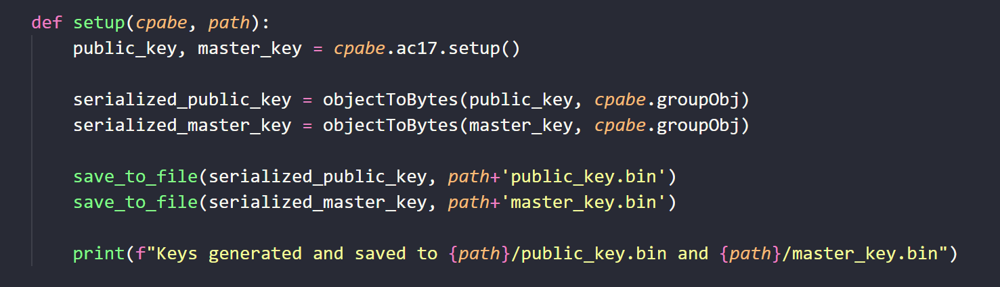 def setup(cpabe, path):
    public_key, master_key = cpabe.ac17.setup()

    serialized_public_key = objectToBytes(public_key, cpabe.groupObj)
    serialized_master_key = objectToBytes(master_key, cpabe.groupObj)

    save_to_file(serialized_public_key, path+'public_key.bin')
    save_to_file(serialized_master_key, path+'master_key.bin')

    print(f"Keys generated and saved to {path}/public_key.bin and {path}/master_key.bin")